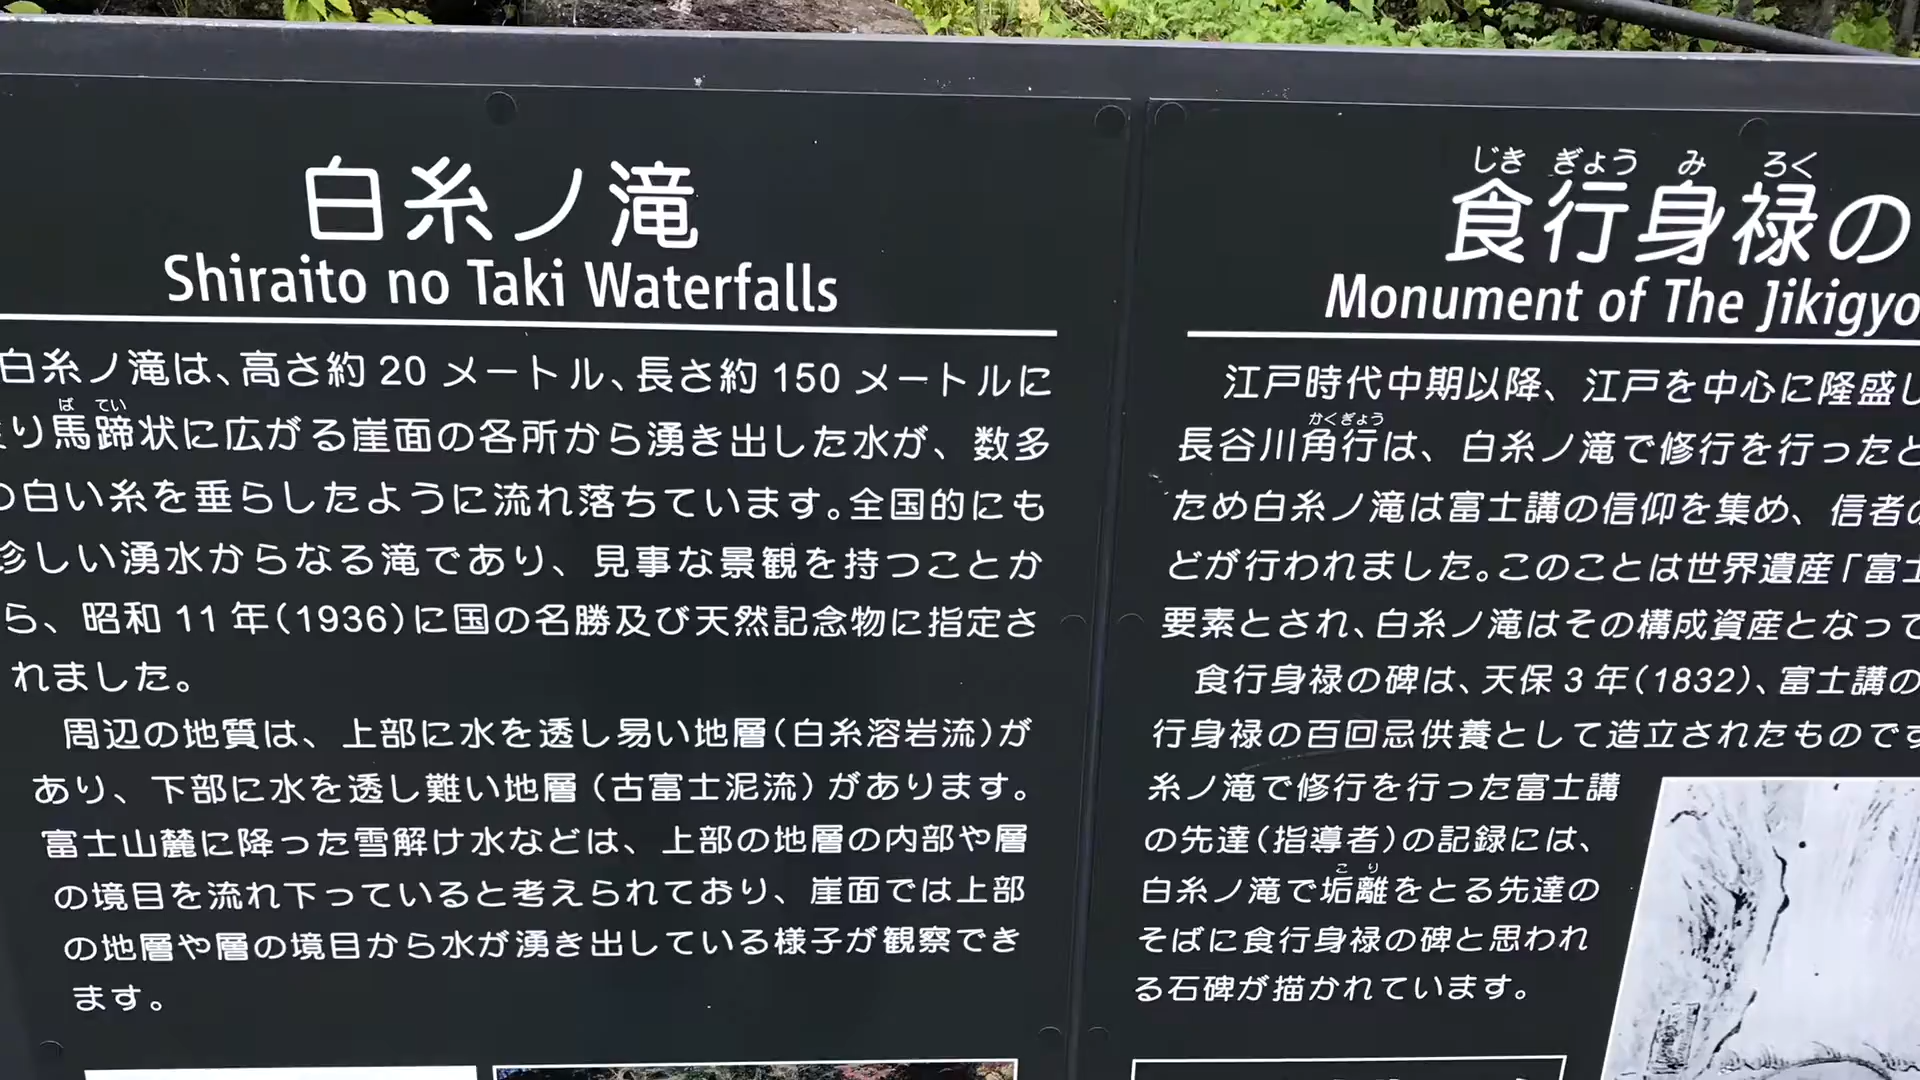 白糸ノ滝
Shiraito no Taki Waterfalls
白糸ノ滝は、高さ約 20 メートル、長さ約 150 メートルに
り馬蹄状に広がる崖面の各所から湧き出した水が、数多
ば てい
の白い糸を垂らしたように流れ落ちています。全国的にも
珍しい湧水からなる滝であり、見事な景観を持つことか
ら、昭和 11 年(1936)に国の名勝及び天然記念物に指定さ
れました。
周辺の地質は、上部に水を透し易い地層(白糸溶岩流)が
あり、下部に水を透し難い地層(古富士泥流)があります。
富士山麓に降った雪解け水などは、上部の地層の内部や層
の境目を流れ下っていると考えられており、崖面では上部
の地層や層の境目から水が湧き出している様子が観察でき
ます。
じき ぎょう み ろく
食行身禄の
Monument of The Jikigyo
江戸時代中期以降、江戸を中心に隆盛し
かくぎょう
長谷川角行は、白糸ノ滝で修行を行ったと
ため白糸ノ滝は富士講の信仰を集め、信者の
どが行われました。このことは世界遺産「富士
要素とされ、白糸ノ滝はその構成資産となって
食行身禄の碑は、天保 3 年(1832)、富士講の
行身禄の百回忌供養として造立されたものです
糸ノ滝で修行を行った富士講
の先達(指導者)の記録には、
こ り
白糸ノ滝で垢離をとる先達の
そばに食行身禄の碑と思われ
る石碑が描かれています。